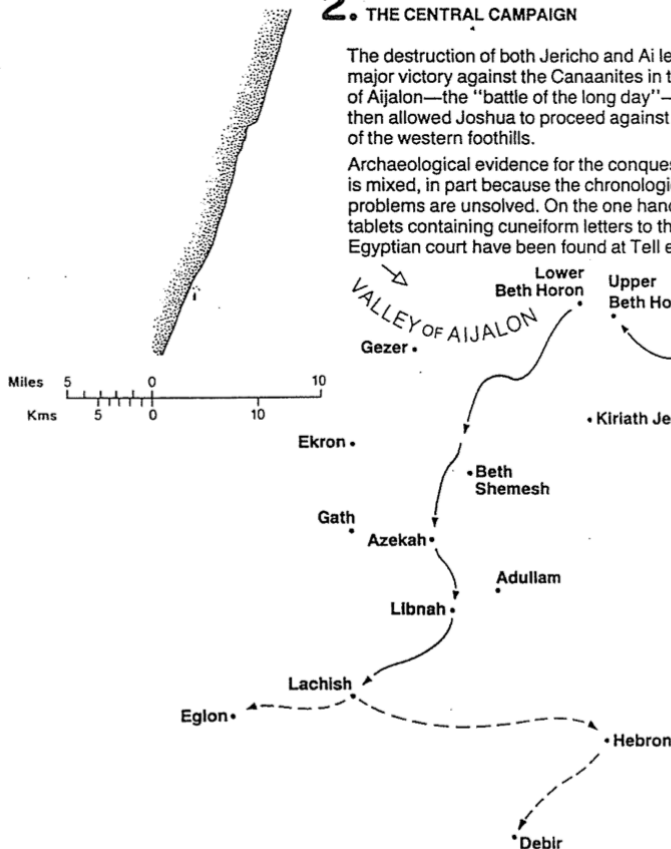 2. THE CENTRAL CAMPAIGN
The destruction of both Jericho and Ai le
major victory against the Canaanites in t
of Aijalon—the "battle of the long day"—
then allowed Joshua to proceed against
of the western foothills.
Archaeological evidence for the conques
is mixed, in part because the chronologi
problems are unsolved. On the one hand
tablets containing cuneiform letters to th
Egyptian court have been found at Tell e
Lower
Beth Horon
Upper
Beth Ho
VALLEY OF AIJALON
Gezer
Miles 5 0 10
Kms 5 0 10
Kiriath Je
Ekron
Beth
Shemesh
Gath
Azekah
Adullam
Libnah
Lachish
Eglon
Hebron
Debir